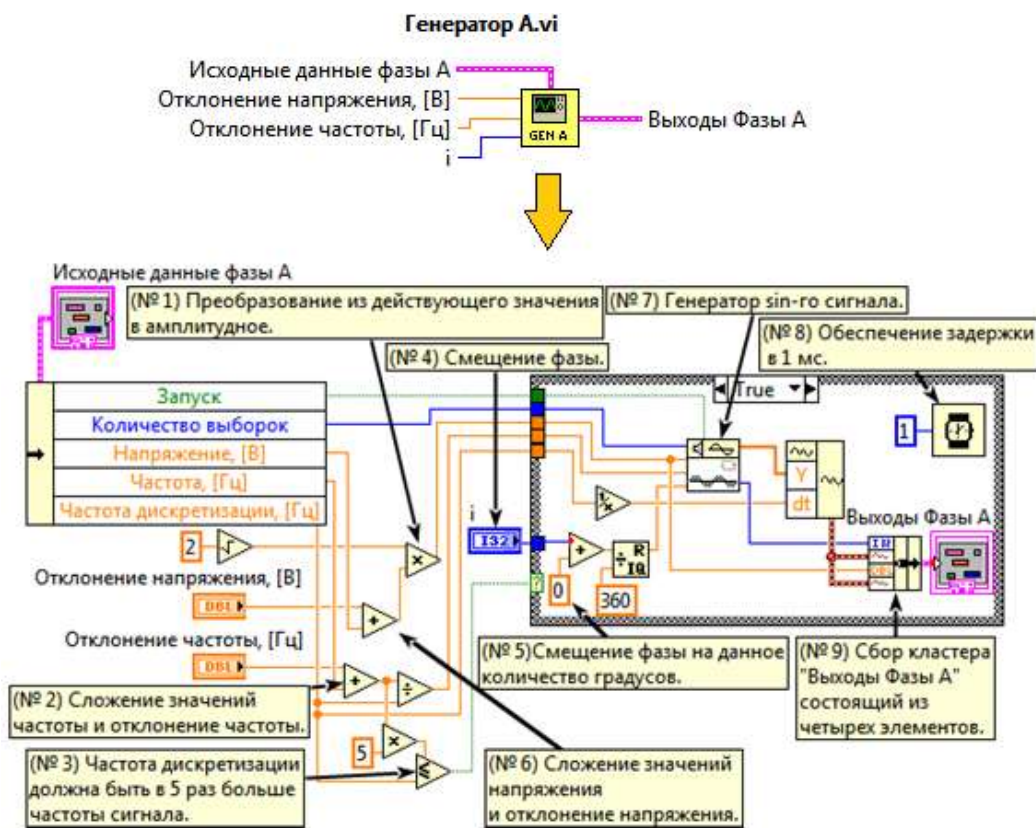 Генератор A.vi
Исходные данные фазы А
Отклонение напряжения, [В]
Отклонение частоты, [Гц]
i
GEN A
Выходы Фазы А
Исходные данные фазы А
(№ 1) Преобразование из действующего значения
в амплитудное.
(№ 7) Генератор sin-го сигнала.
(№ 8) Обеспечение задержки
в 1 мс.
(№ 4) Смещение фазы.
True
Запуск
Количество выборок
Напряжение, [В]
Частота, [Гц]
Частота дискретизации, [Гц]
1
Y
dt
1/x
i
I32
+
R
IQ
0
360
Выходы Фазы А
IR
DBL
2
√
x
Отклонение напряжения, [В]
DBL
+
Отклонение частоты, [Гц]
DBL
+
÷
x
5
≤
?
(№ 2) Сложение значений
частоты и отклонение частоты.
(№ 3) Частота дискретизации
должна быть в 5 раз больше
частоты сигнала.
(№ 5)Смещение фазы на данное
количество градусов.
(№ 6) Сложение значений
напряжения
и отклонение напряжения.
(№ 9) Сбор кластера
"Выходы Фазы А"
состоящий из
четырех элементов.